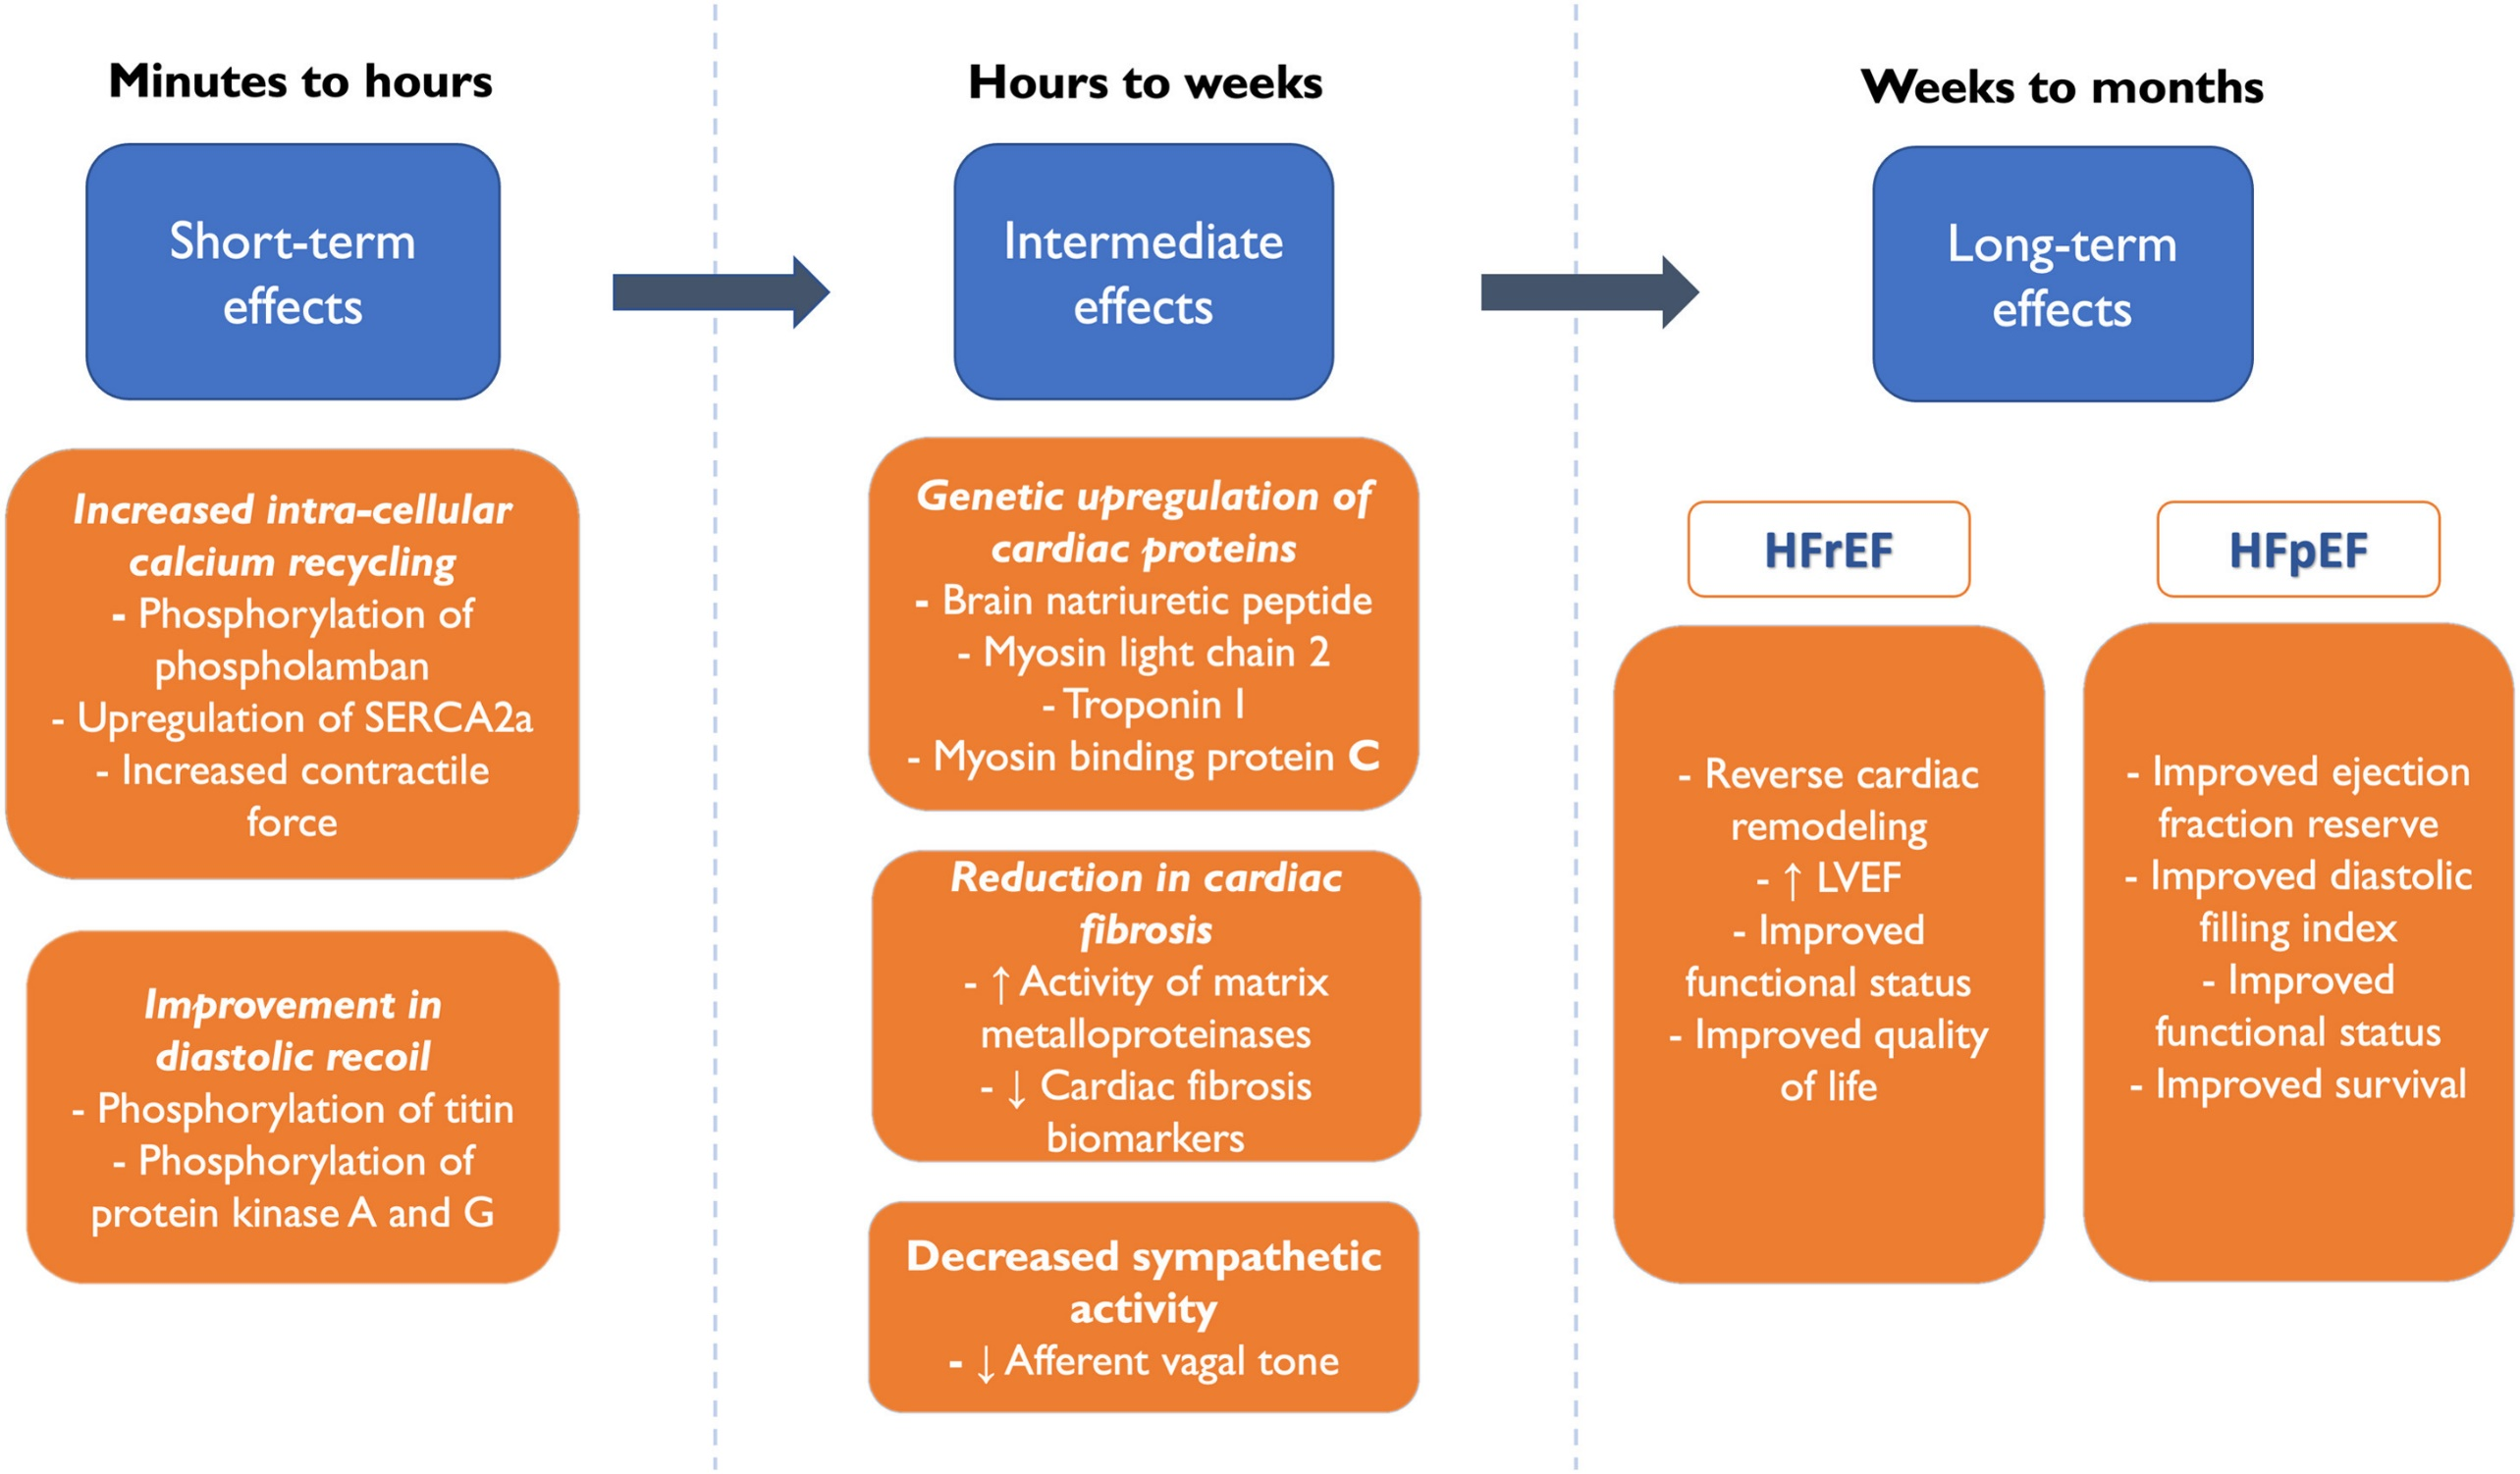 Minutes to hours
Short-term
effects
Increased intra-cellular
calcium recycling
- Phosphorylation of
phospholamban
- Upregulation of SERCA2a
- Increased contractile
force
Improvement in
diastolic recoil
- Phosphorylation of titin
- Phosphorylation of
protein kinase A and G
Hours to weeks
Intermediate
effects
Genetic upregulation of
cardiac proteins
- Brain natriuretic peptide
- Myosin light chain 2
- Troponin I
- Myosin binding protein C
Reduction in cardiac
fibrosis
- ↑ Activity of matrix
metalloproteinases
- ↓ Cardiac fibrosis
biomarkers
Decreased sympathetic
activity
- ↓ Afferent vagal tone
Weeks to months
Long-term
effects
HFrEF
- Reverse cardiac
remodeling
- ↑ LVEF
- Improved
functional status
- Improved quality
of life
HFpEF
- Improved ejection
fraction reserve
- Improved diastolic
filling index
- Improved
functional status
- Improved survival